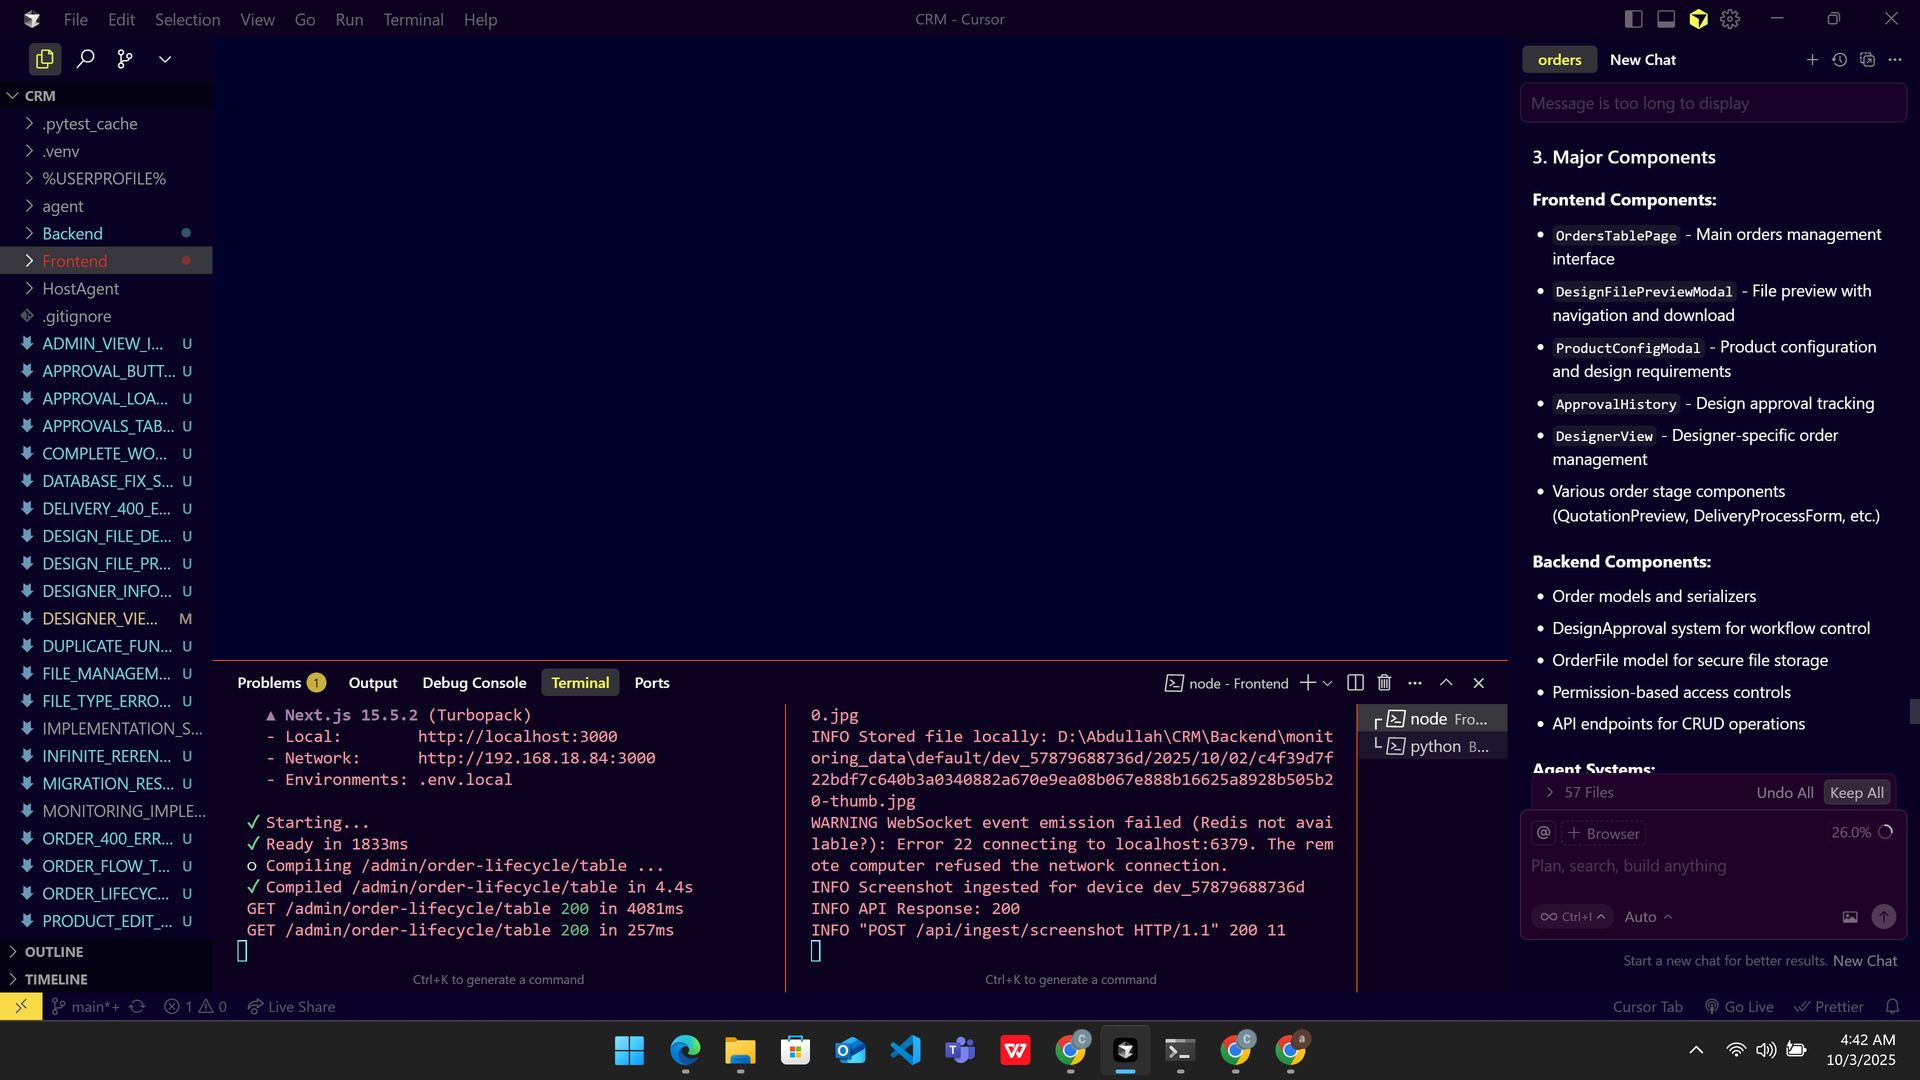 File Edit Selection View Go Run Terminal Help
CRM - Cursor
CRM
.pytest_cache
.venv
%USERPROFILE%
agent
Backend
Frontend
HostAgent
.gitignore
ADMIN_VIEW_I... U
APPROVAL_BUTT... U
APPROVAL_LOA... U
APPROVALS_TAB... U
COMPLETE_WO... U
DATABASE_FIX_S... U
DELIVERY_400_E... U
DESIGN_FILE_DE... U
DESIGN_FILE_PR... U
DESIGNER_INFO... U
DESIGNER_VIE... M
DUPLICATE_FUN... U
FILE_MANAGEM... U
FILE_TYPE_ERRO... U
IMPLEMENTATION_S...
INFINITE_REREN... U
MIGRATION_RES... U
MONITORING_IMPLE...
ORDER_400_ERR... U
ORDER_FLOW_T... U
ORDER_LIFECYC... U
PRODUCT_EDIT_... U
OUTLINE
TIMELINE
Problems 1 Output Debug Console Terminal Ports
node - Frontend
▲ Next.js 15.5.2 (Turbopack)
- Local: http://localhost:3000
- Network: http://192.168.18.84:3000
- Environments: .env.local
✓ Starting...
✓ Ready in 1833ms
○ Compiling /admin/order-lifecycle/table ...
✓ Compiled /admin/order-lifecycle/table in 4.4s
GET /admin/order-lifecycle/table 200 in 4081ms
GET /admin/order-lifecycle/table 200 in 257ms
Ctrl+K to generate a command
0.jpg
INFO Stored file locally: D:\Abdullah\CRM\Backend\monit
oring_data\default/dev_57879688736d/2025/10/02/c4f39d7f
22bdf7c640b3a0340882a670e9ea08b067e888b16625a8928b505b2
0-thumb.jpg
WARNING WebSocket event emission failed (Redis not avai
lable?): Error 22 connecting to localhost:6379. The rem
ote computer refused the network connection.
INFO Screenshot ingested for device dev_57879688736d
INFO API Response: 200
INFO "POST /api/ingest/screenshot HTTP/1.1" 200 11
Ctrl+K to generate a command
node Fro...
python B...
orders New Chat
Message is too long to display
3. Major Components
Frontend Components:
• OrdersTablePage - Main orders management
interface
• DesignFilePreviewModal - File preview with
navigation and download
• ProductConfigModal - Product configuration
and design requirements
• ApprovalHistory - Design approval tracking
• DesignerView - Designer-specific order
management
• Various order stage components
(QuotationPreview, DeliveryProcessForm, etc.)
Backend Components:
• Order models and serializers
• DesignApproval system for workflow control
• OrderFile model for secure file storage
• Permission-based access controls
• API endpoints for CRUD operations
Agent Systems:
57 Files Undo All Keep All
@ + Browser 26.0%
Plan, search, build anything
∞ Ctrl+I Auto
Start a new chat for better results. New Chat
main*+ 1 0 Live Share
Cursor Tab Go Live Prettier
4:42 AM
10/3/2025